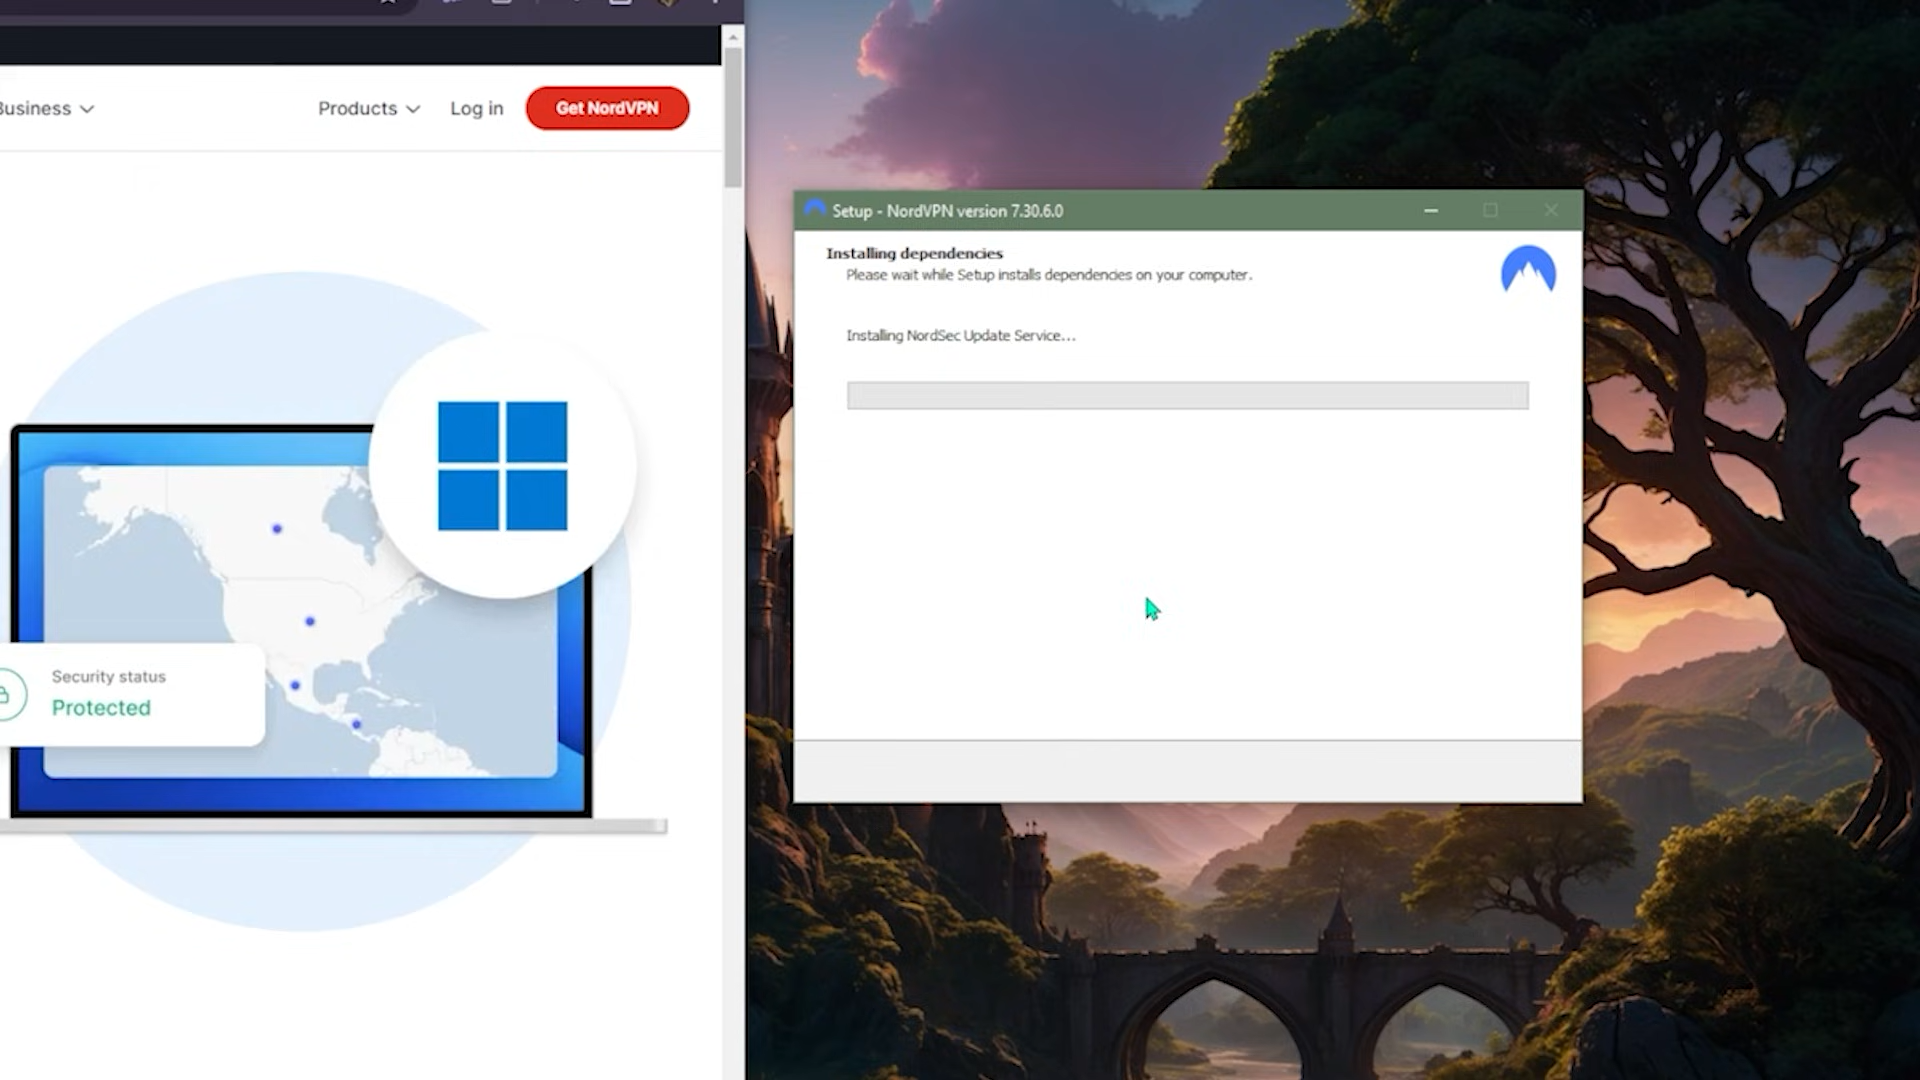 Business
Products
Log in
Get NordVPN
Security status
Protected
Setup - NordVPN version 7.30.6.0
Installing dependencies
Please wait while Setup installs dependencies on your computer.
Installing NordSec Update Service...